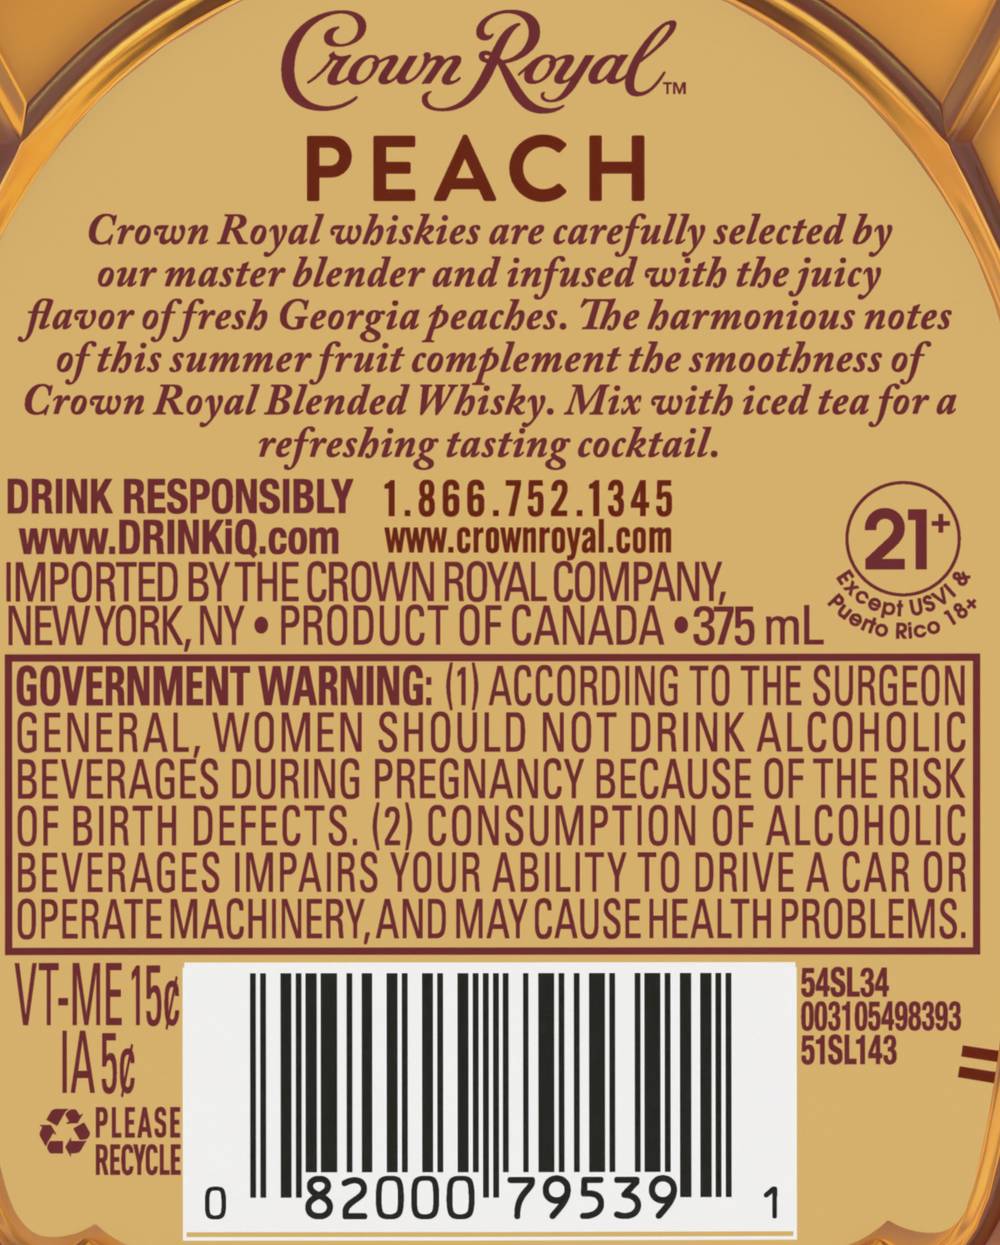 Crown Royal™
PEACH
Crown Royal whiskies are carefully selected by
our master blender and infused with the juicy
flavor of fresh Georgia peaches. The harmonious notes
of this summer fruit complement the smoothness of
Crown Royal Blended Whisky. Mix with iced tea for a
refreshing tasting cocktail.
DRINK RESPONSIBLY 1.866.752.1345
www.DRINKiQ.com www.crownroyal.com
21+
Except USVI &
Puerto Rico 18+
IMPORTED BY THE CROWN ROYAL COMPANY,
NEW YORK, NY • PRODUCT OF CANADA • 375 mL
GOVERNMENT WARNING: (1) ACCORDING TO THE SURGEON
GENERAL, WOMEN SHOULD NOT DRINK ALCOHOLIC
BEVERAGES DURING PREGNANCY BECAUSE OF THE RISK
OF BIRTH DEFECTS. (2) CONSUMPTION OF ALCOHOLIC
BEVERAGES IMPAIRS YOUR ABILITY TO DRIVE A CAR OR
OPERATE MACHINERY, AND MAY CAUSE HEALTH PROBLEMS.
VT-ME 15¢
IA 5¢
PLEASE
RECYCLE
0 82000 79539 1
54SL34
003105498393
51SL143